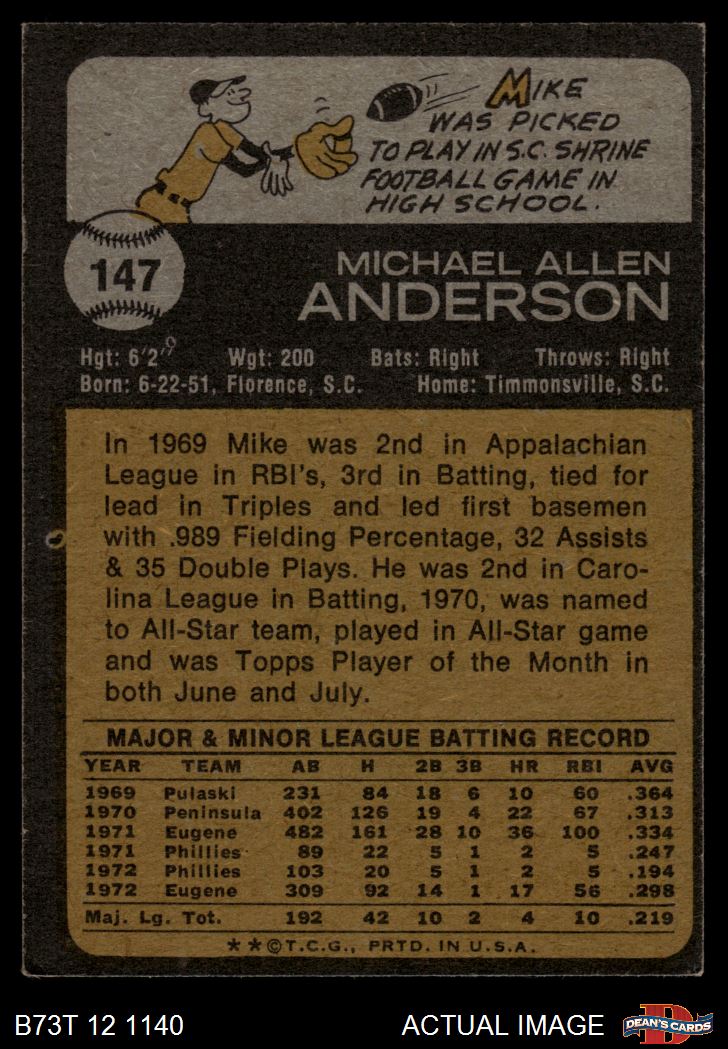 MIKE
WAS PICKED
TO PLAY IN S.C. SHRINE
FOOTBALL GAME IN
HIGH SCHOOL.
147
MICHAEL ALLEN
ANDERSON
Hgt: 6'2" Wgt: 200 Bats: Right Throws: Right
Born: 6-22-51, Florence, S.C. Home: Timmonsville, S.C.
In 1969 Mike was 2nd in Appalachian
League in RBI's, 3rd in Batting, tied for
lead in Triples and led first basemen
with .989 Fielding Percentage, 32 Assists
& 35 Double Plays. He was 2nd in Caro-
lina League in Batting, 1970, was named
to All-Star team, played in All-Star game
and was Topps Player of the Month in
both June and July.
MAJOR & MINOR LEAGUE BATTING RECORD
YEAR TEAM AB H 2B 3B HR RBI AVG
1969 Pulaski 231 84 18 6 10 60 .364
1970 Peninsula 402 126 19 4 22 67 .313
1971 Eugene 482 161 28 10 36 100 .334
1971 Phillies 89 22 5 1 2 5 .247
1972 Phillies 103 20 5 1 2 5 .194
1972 Eugene 309 92 14 1 17 56 .298
Maj. Lg. Tot. 192 42 10 2 4 10 .219
**©T.C.G., PRTD. IN U.S.A.
B73T 12 1140 ACTUAL IMAGE D DEAN'S CARDS